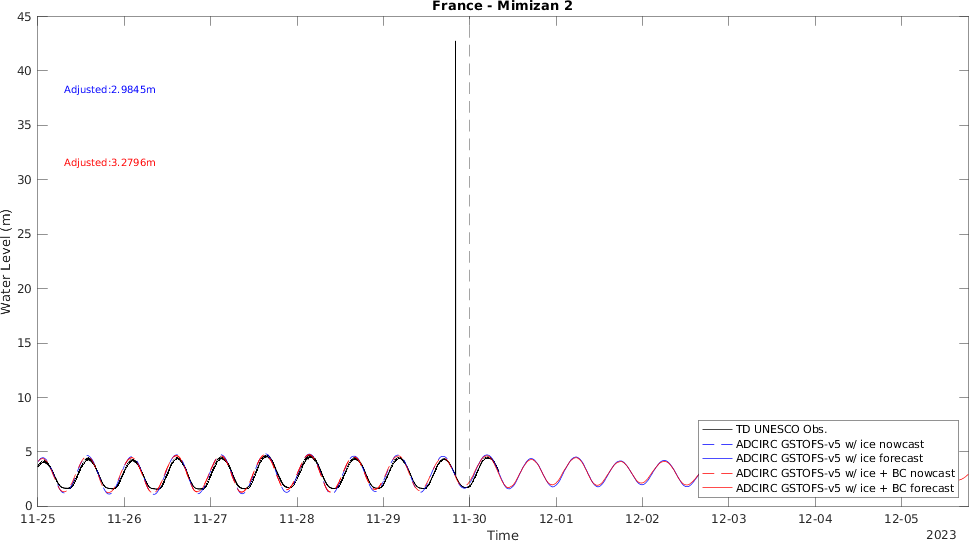 France - Mimizan 2
45
40
35
30
25
20
15
10
5
0
Water Level (m)
Adjusted:2.9845m
Adjusted:3.2796m
TD UNESCO Obs.
ADCIRC GSTOFS-v5 w/ ice nowcast
ADCIRC GSTOFS-v5 w/ ice forecast
ADCIRC GSTOFS-v5 w/ ice + BC nowcast
ADCIRC GSTOFS-v5 w/ ice + BC forecast
11-25 11-26 11-27 11-28 11-29 11-30 12-01 12-02 12-03 12-04 12-05
Time
2023